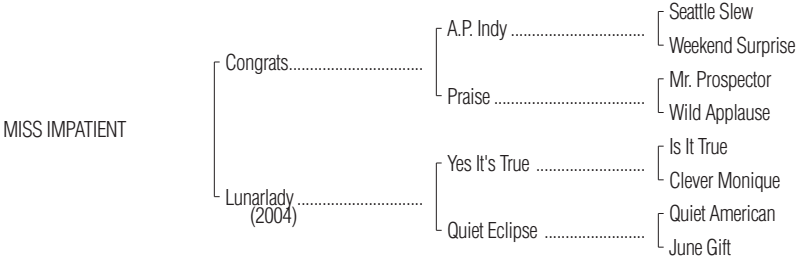 Seattle Slew
A.P. Indy
Weekend Surprise
Congrats
Mr. Prospector
Praise
Wild Applause
MISS IMPATIENT
Is It True
Yes It's True
Clever Monique
Lunarlady
(2004)
Quiet American
Quiet Eclipse
June Gift